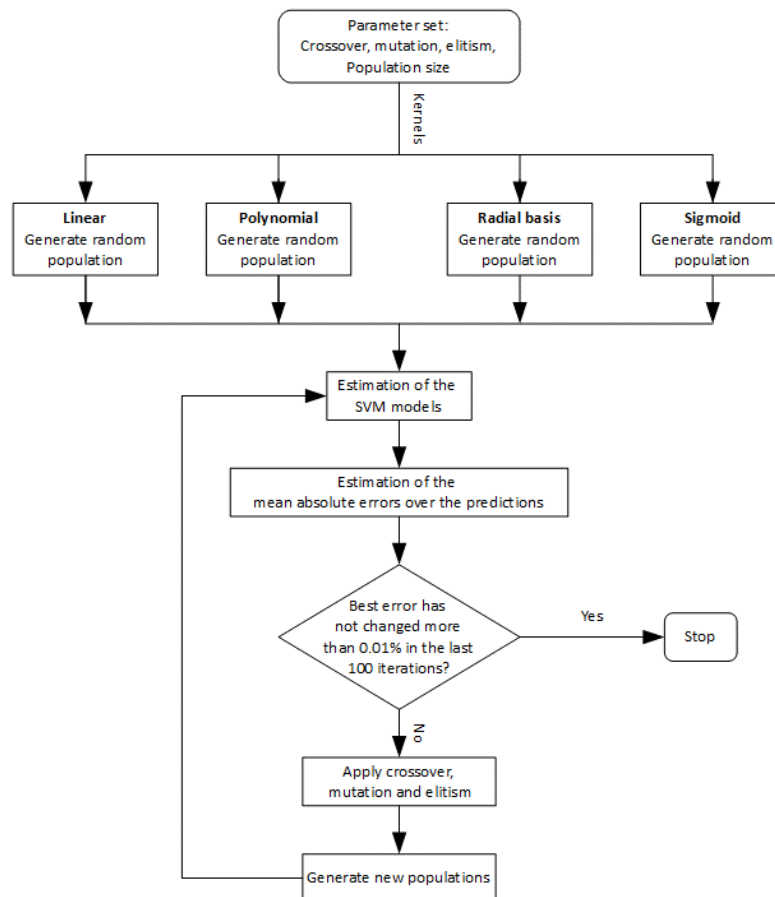 Parameter set:
Crossover, mutation, elitism,
Population size
Kernels
Linear
Generate random
population
Polynomial
Generate random
population
Radial basis
Generate random
population
Sigmoid
Generate random
population
Estimation of the
SVM models
Estimation of the
mean absolute errors over the predictions
Best error has
not changed more
than 0.01% in the last
100 iterations?
Yes
Stop
No
Apply crossover,
mutation and elitism
Generate new populations